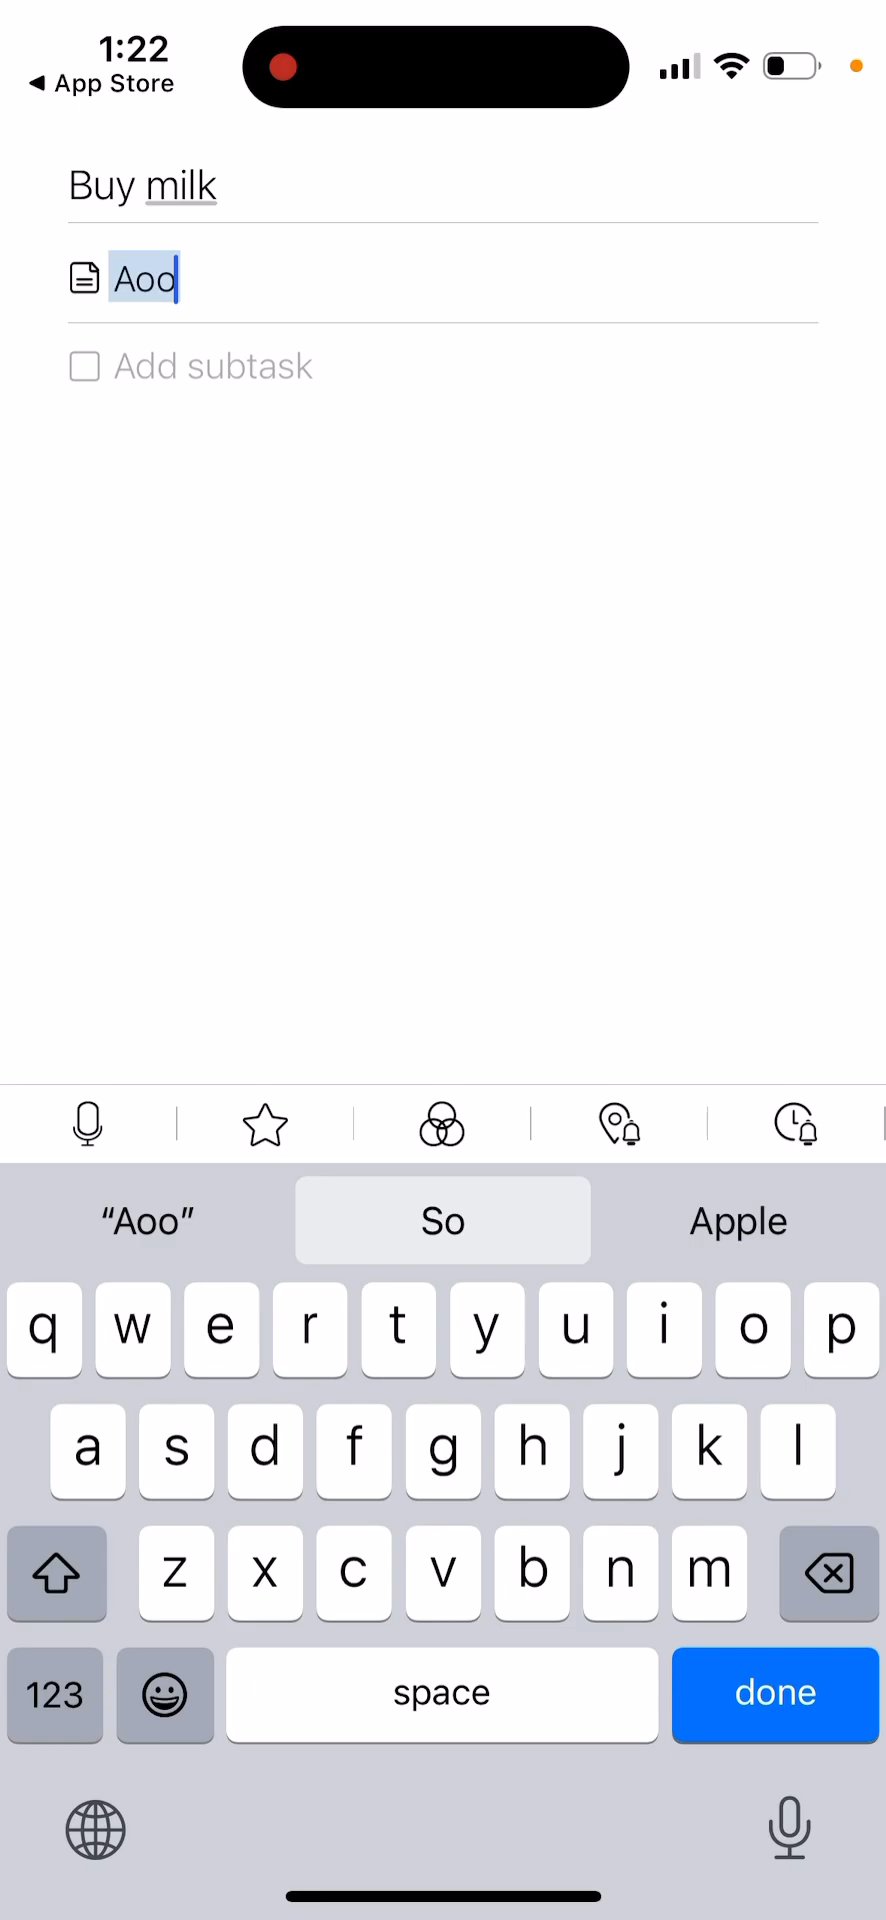 1:22
App Store
Buy milk
Aoo
Add subtask
“Aoo” So Apple
q w e r t y u i o p
a s d f g h j k l
z x c v b n m
123 space done